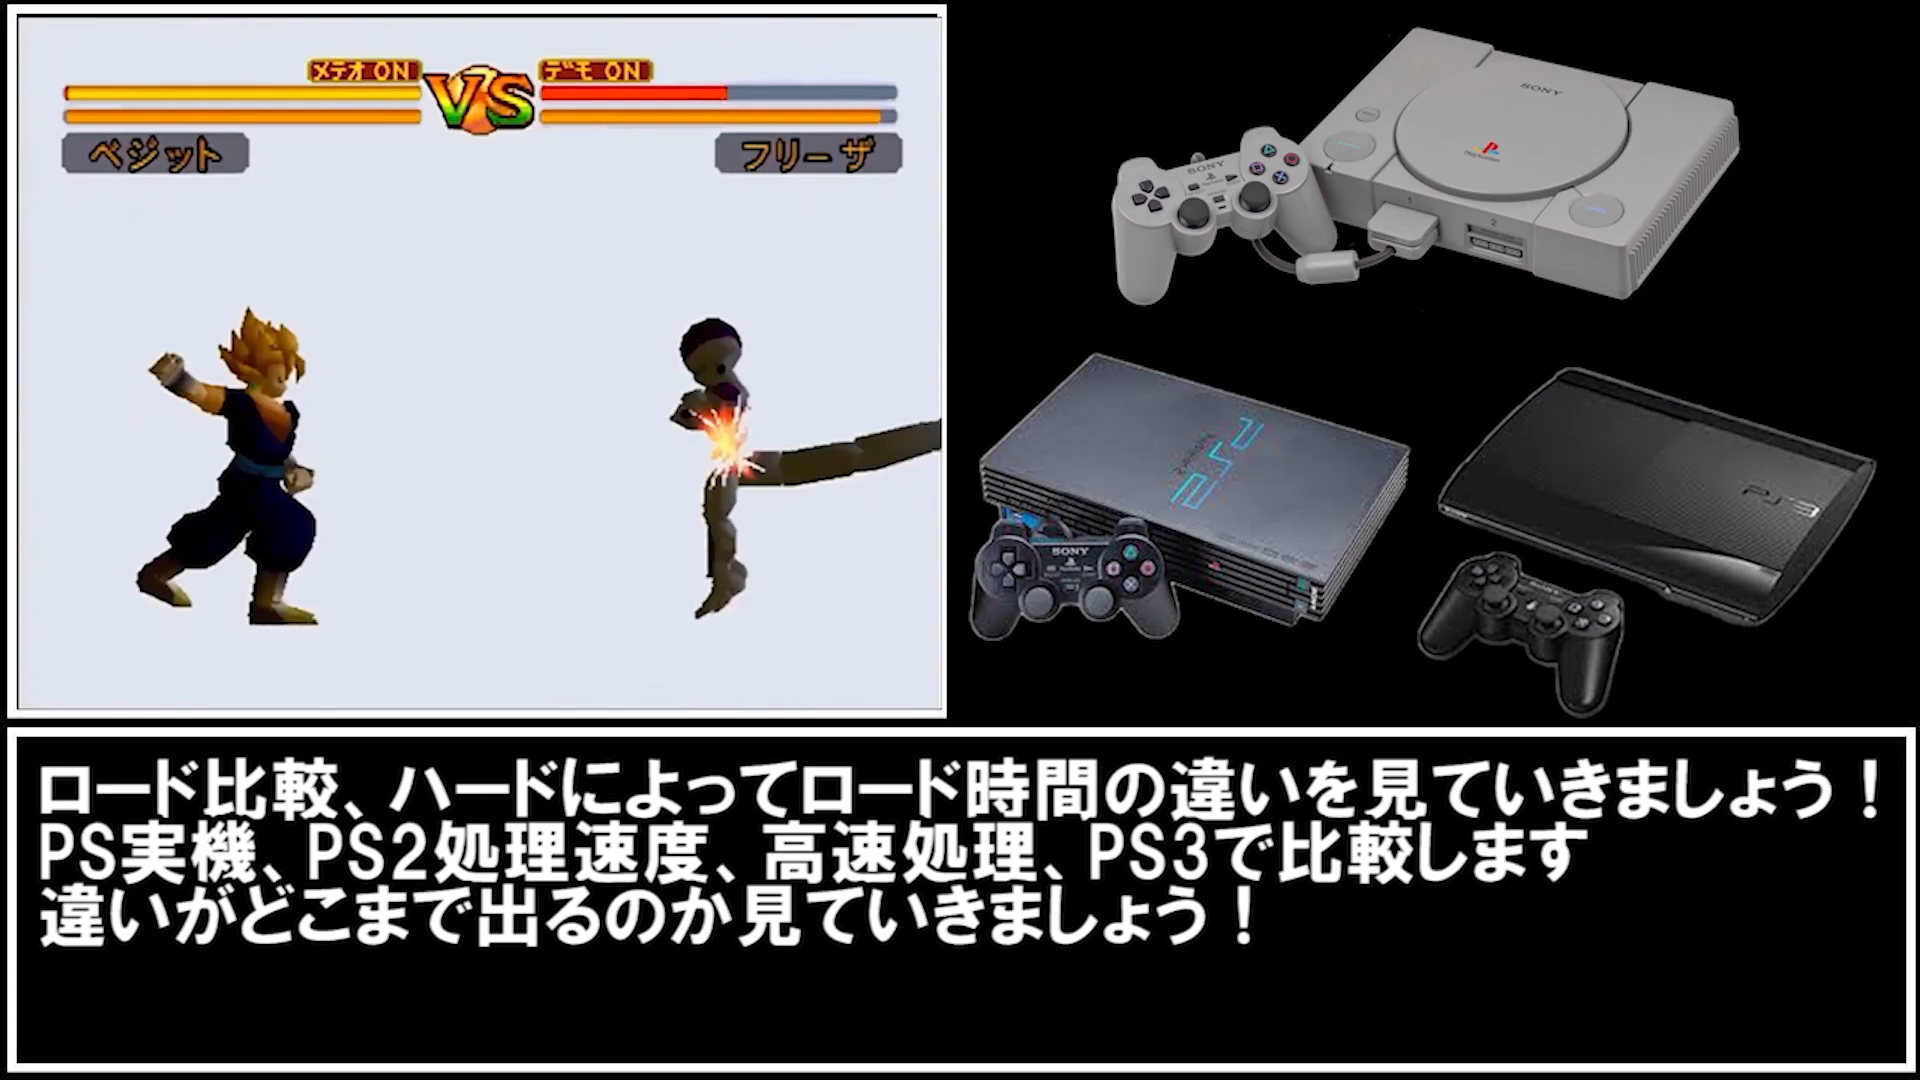 メテオ ON
VS
デモ ON
ベジット
フリーザ
SONY
PlayStation
SONY
1
2
PS2
SONY
PS3
ロード比較、ハードによってロード時間の違いを見ていきましょう！
PS実機、PS2処理速度、高速処理、PS3で比較します
違いがどこまで出るのか見ていきましょう！